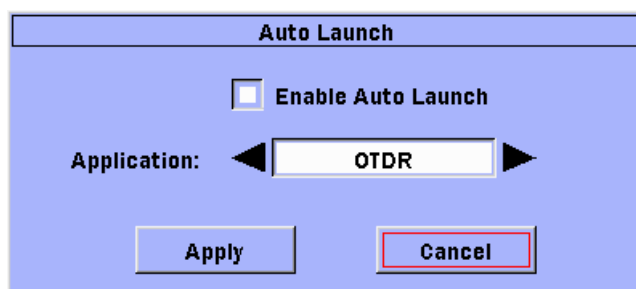 Auto Launch
Enable Auto Launch
Application: OTDR
Apply Cancel